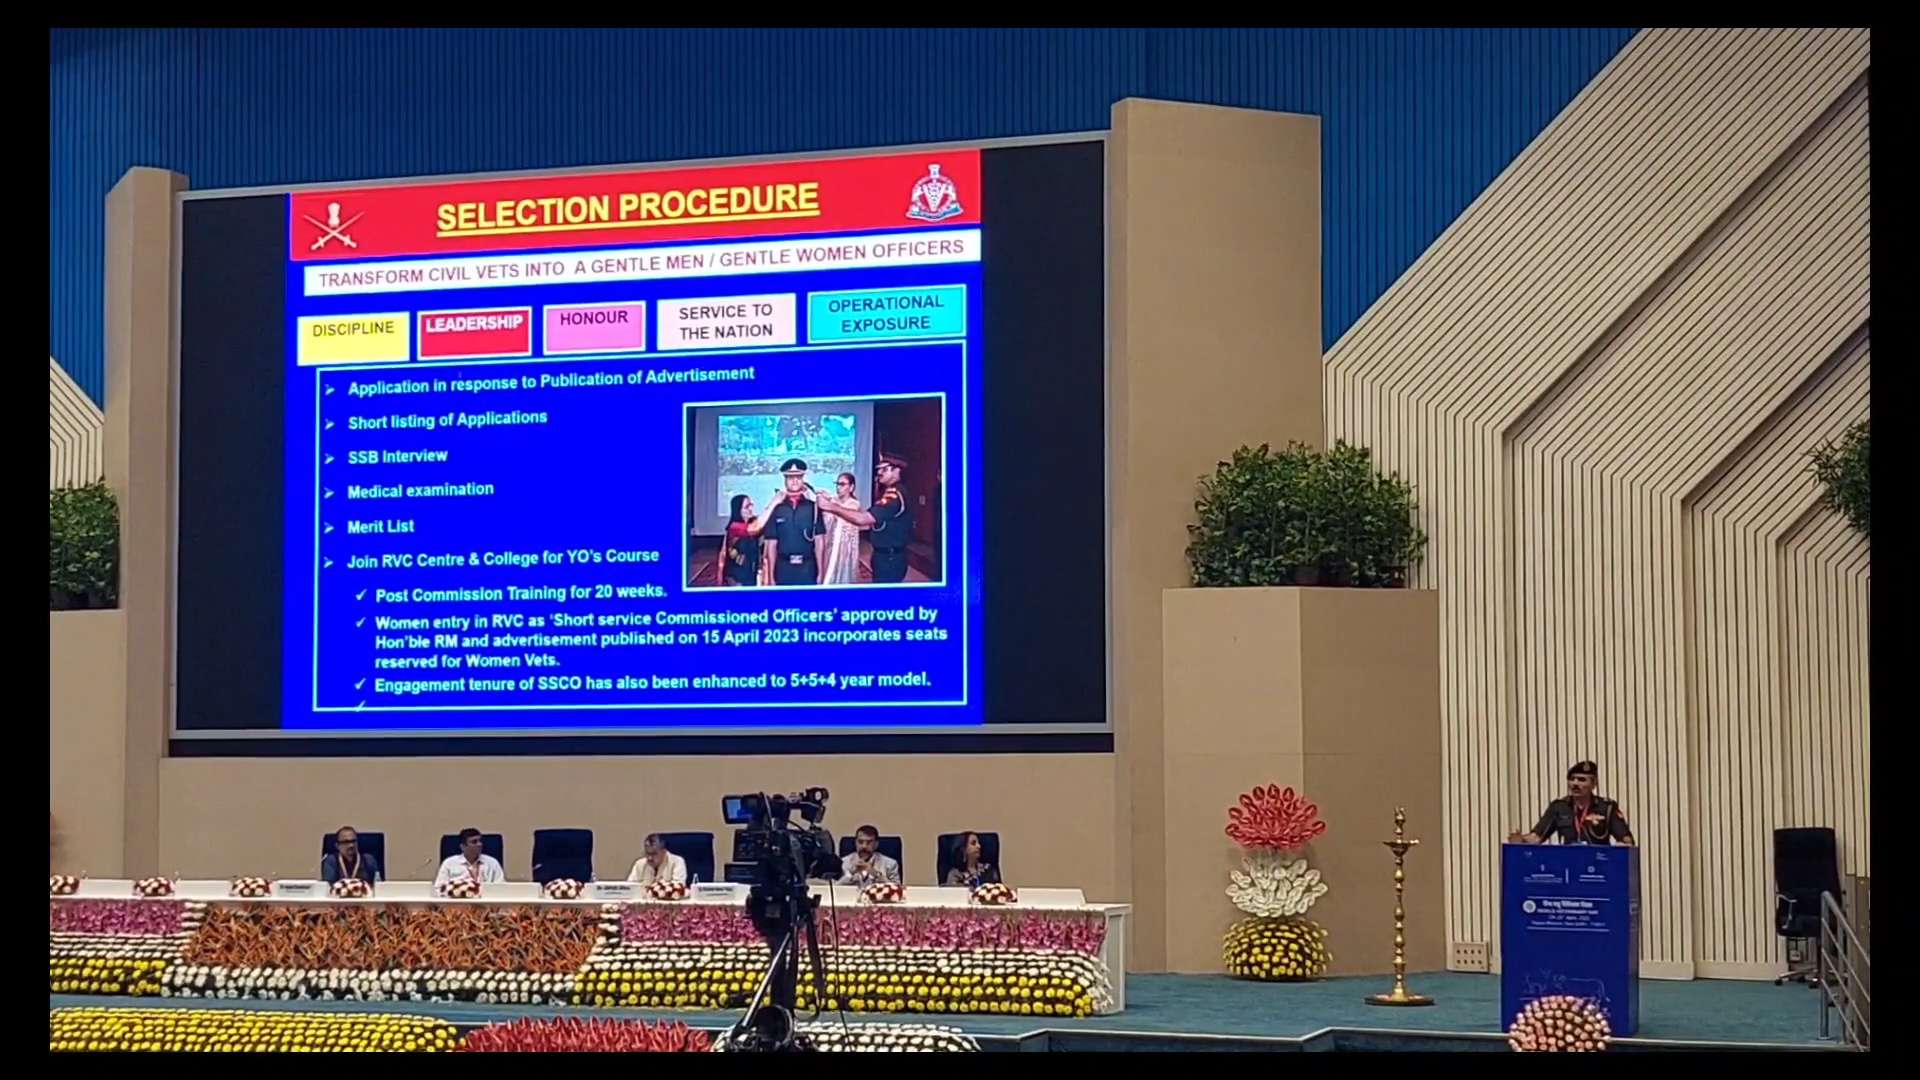 SELECTION PROCEDURE
TRANSFORM CIVIL VETS INTO A GENTLE MEN / GENTLE WOMEN OFFICERS
DISCIPLINE
LEADERSHIP
HONOUR
SERVICE TO
THE NATION
OPERATIONAL
EXPOSURE
➢ Application in response to Publication of Advertisement
➢ Short listing of Applications
➢ SSB Interview
➢ Medical examination
➢ Merit List
➢ Join RVC Centre & College for YO's Course
✓ Post Commission Training for 20 weeks.
✓ Women entry in RVC as 'Short service Commissioned Officers' approved by
Hon'ble RM and advertisement published on 15 April 2023 incorporates seats
reserved for Women Vets.
✓ Engagement tenure of SSCO has also been enhanced to 5+5+4 year model.
✓
WORLD VETERINARY DAY